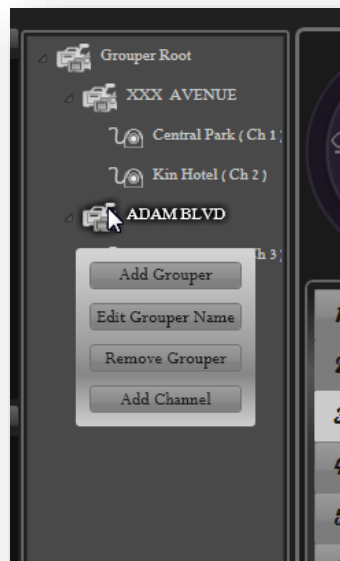 Grouper Root
XXX AVENUE
Central Park ( Ch 1 )
Kin Hotel ( Ch 2 )
ADAM BLVD
h 3 )
Add Grouper
Edit Grouper Name
Remove Grouper
Add Channel